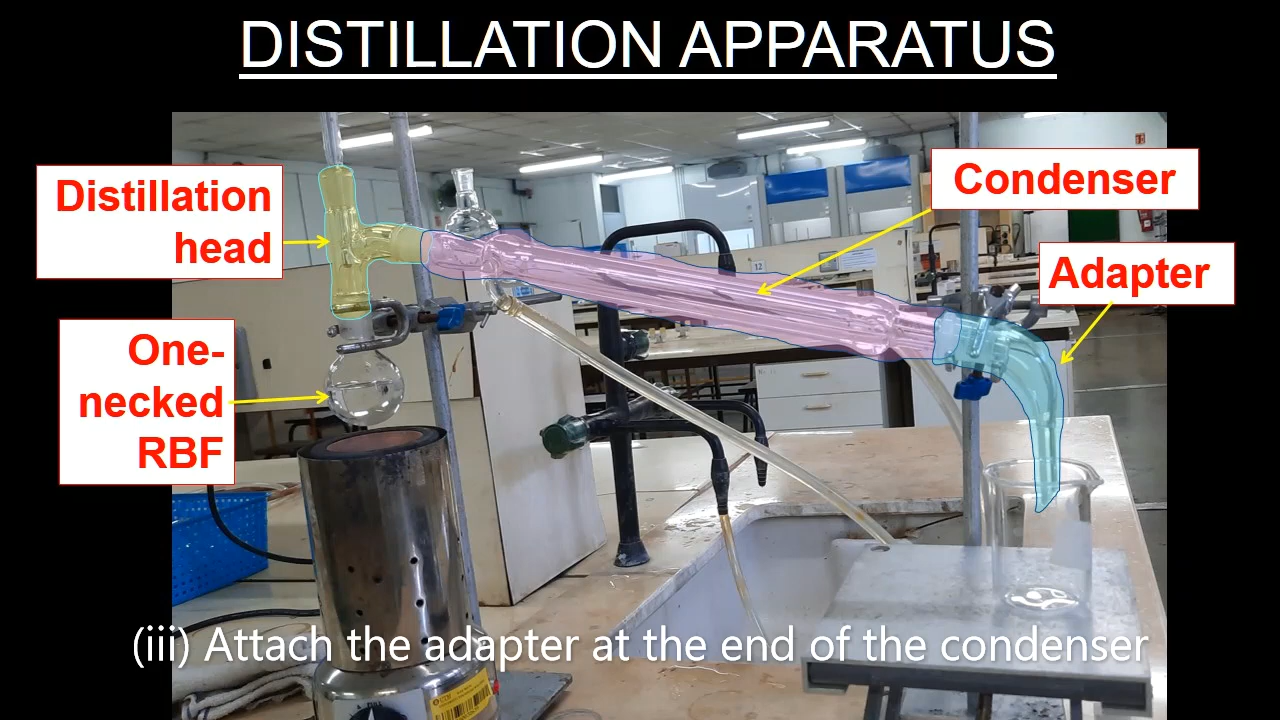 DISTILLATION APPARATUS
Distillation
head
Condenser
Adapter
One-
necked
RBF
12
(iii) Attach the adapter at the end of the condenser